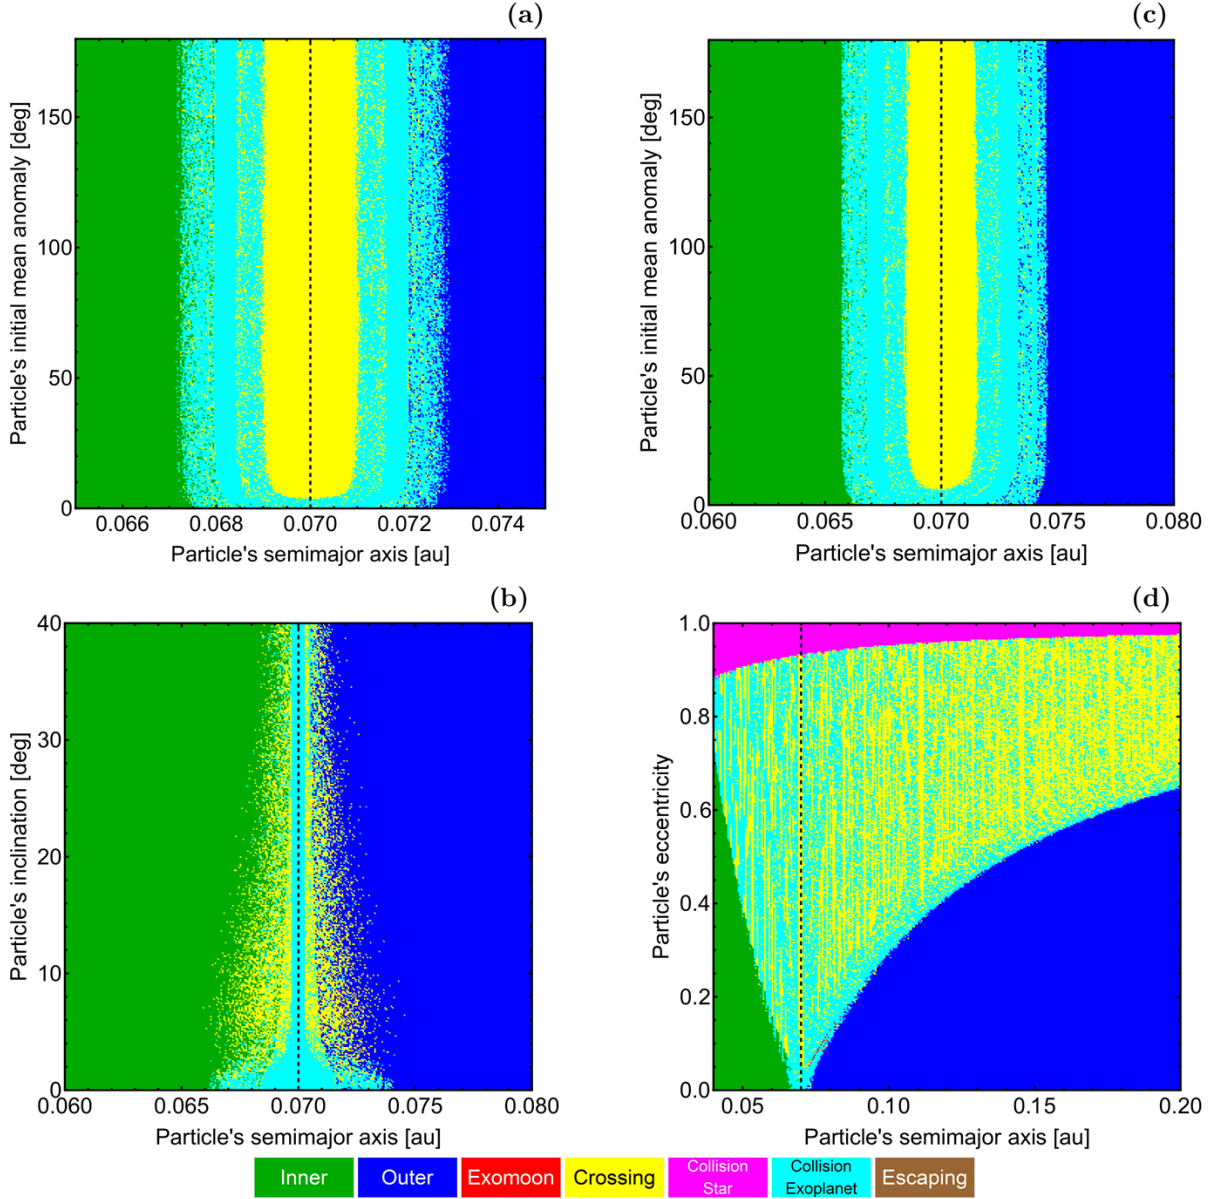 (a)
Particle's initial mean anomaly [deg]
150
100
50
0
0.066 0.068 0.070 0.072 0.074
Particle's semimajor axis [au]
(c)
Particle's initial mean anomaly [deg]
150
100
50
0
0.060 0.065 0.070 0.075 0.080
Particle's semimajor axis [au]
(b)
Particle's inclination [deg]
40
30
20
10
0
0.060 0.065 0.070 0.075 0.080
Particle's semimajor axis [au]
(d)
Particle's eccentricity
1.0
0.8
0.6
0.4
0.2
0.0
0.05 0.10 0.15 0.20
Particle's semimajor axis [au]
Inner
Outer
Exomoon
Crossing
Collision
Star
Collision
Exoplanet
Escaping